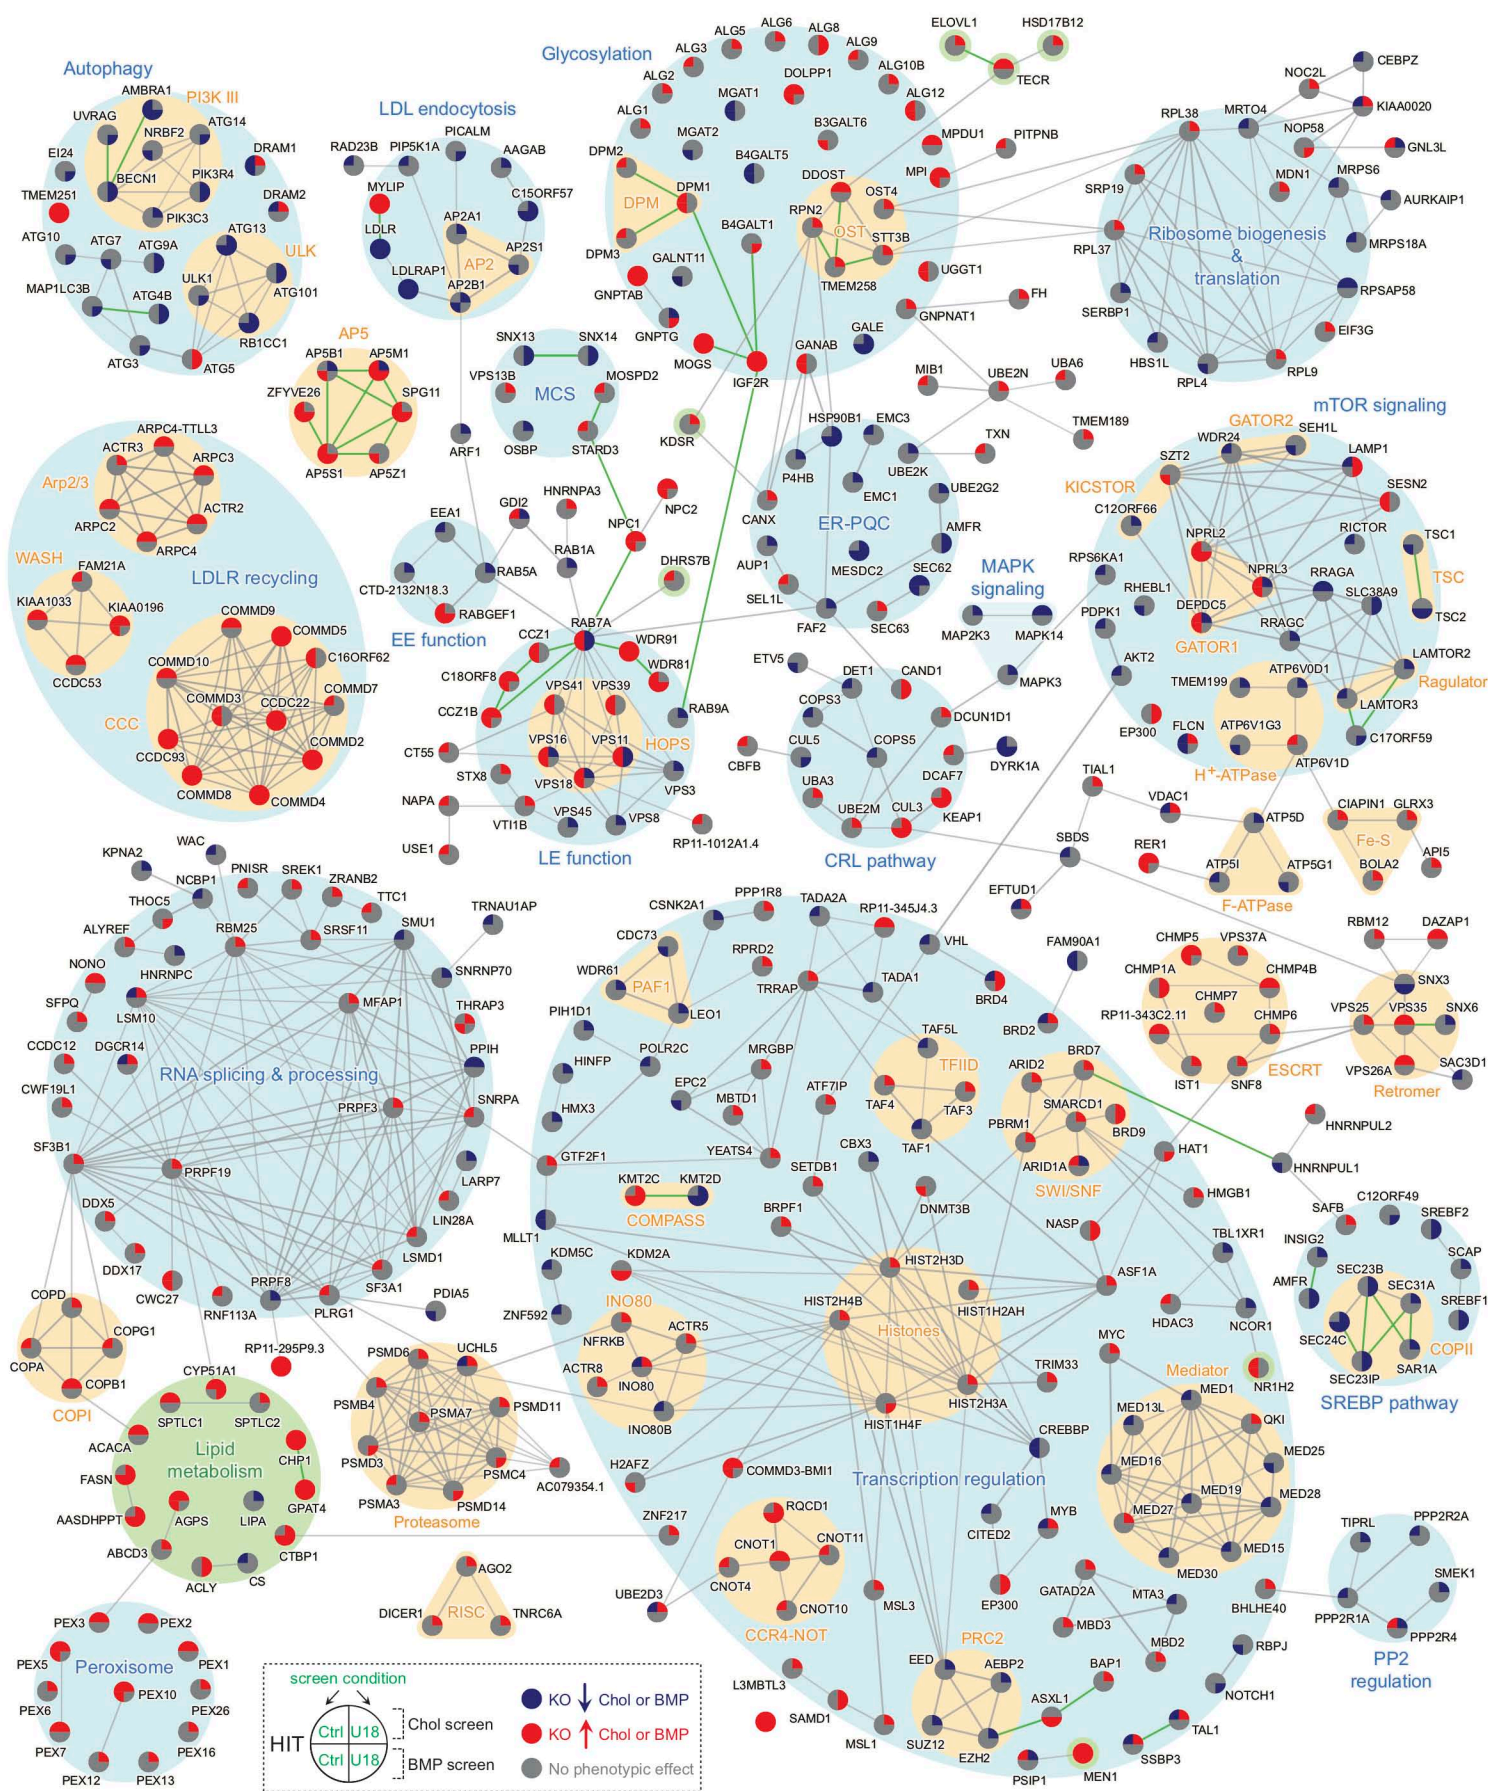 Autophagy
PI3K III
AMBRA1
UVRAG
NRBF2
ATG14
EI24
DRAM1
BECN1
PIK3R4
TMEM251
PIK3C3
DRAM2
ATG10
ATG7
ATG9A
ATG13
ULK
MAP1LC3B
ATG4B
ULK1
ATG101
RB1CC1
ATG3
ATG5
LDL endocytosis
PICALM
RAD23B
PIP5K1A
AAGAB
MYLIP
C15ORF57
AP2A1
LDLR
AP2S1
AP2
LDLRAP1
AP2B1
AP5
AP5B1
AP5M1
ZFYVE26
SPG11
AP5S1
AP5Z1
SNX13
SNX14
VPS13B
MOSPD2
MCS
OSBP
STARD3
ARF1
Glycosylation
ALG3
ALG5
ALG6
ALG8
ALG9
ALG10B
ALG2
DOLPP1
ALG12
ALG1
MGAT1
MGAT2
B3GALT6
MPDU1
PITPNB
DPM2
B4GALT5
DDOST
MPI
DPM1
OST4
DPM
RPN2
OST
STT3B
B4GALT1
DPM3
GALNT11
TMEM258
UGGT1
GNPTAB
GNPTG
GALE
GNPNAT1
FH
MOGS
IGF2R
GANAB
ELOVL1
HSD17B12
TECR
NOC2L
CEBPZ
RPL38
MRTO4
KIAA0020
NOP58
GNL3L
SRP19
MDN1
MRPS6
AURKAIP1
RPL37
Ribosome biogenesis
&
translation
MRPS18A
SERBP1
RPSAP58
HBS1L
EIF3G
RPL4
RPL9
MIB1
UBE2N
UBA6
TMEM189
TXN
KDSR
HSP90B1
EMC3
P4HB
UBE2K
EMC1
UBE2G2
CANX
ER-PQC
AMFR
AUP1
MESDC2
SEC62
SEL1L
FAF2
SEC63
MAPK
signaling
MAP2K3
MAPK14
MAPK3
mTOR signaling
GATOR2
WDR24
SEH1L
SZT2
LAMP1
KICSTOR
SESN2
C12ORF66
RICTOR
NPRL2
TSC1
RPS6KA1
NPRL3
RRAGA
TSC
RHEBL1
SLC38A9
PDPK1
DEPDC5
TSC2
RRAGC
GATOR1
AKT2
TMEM199
ATP6V0D1
LAMTOR2
Ragulator
EP300
FLCN
ATP6V1G3
LAMTOR3
C17ORF59
H+-ATPase
ATP6V1D
ARPC4-TTLL3
ACTR3
ARPC3
Arp2/3
ACTR2
ARPC2
ARPC4
WASH
FAM21A
LDLR recycling
KIAA1033
KIAA0196
CCDC53
COMMD9
COMMD5
COMMD10
C16ORF62
COMMD3
COMMD7
CCDC22
CCC
CCDC93
COMMD2
COMMD8
COMMD4
EEA1
GDI2
HNRNPA3
NPC1
NPC2
RAB1A
CTD-2132N18.3
RAB5A
DHRS7B
RABGEF1
EE function
CCZ1
RAB7A
WDR91
C18ORF8
WDR81
VPS41
VPS39
CCZ1B
RAB9A
VPS16
VPS11
HOPS
CT55
STX8
VPS18
VPS3
NAPA
VPS45
VTI1B
VPS8
RP11-1012A1.4
USE1
LE function
ETV5
DET1
CAND1
COPS3
DCUN1D1
CUL5
COPS5
CBFB
DYRK1A
UBA3
DCAF7
UBE2M
CUL3
KEAP1
CRL pathway
TIAL1
VDAC1
SBDS
RER1
ATP5D
ATP5I
ATP5G1
F-ATPase
CIAPIN1
GLRX3
Fe-S
BOLA2
API5
EFTUD1
KPNA2
WAC
NCBP1
PNISR
SREK1
ZRANB2
THOC5
TTC1
TRNAU1AP
ALYREF
RBM25
SRSF11
SMU1
HNRNPC
NONO
SNRNP70
SFPQ
LSM10
MFAP1
THRAP3
CCDC12
DGCR14
RNA splicing & processing
PPIH
CWF19L1
PRPF3
SNRPA
SF3B1
PRPF19
LARP7
DDX5
LIN28A
DDX17
LSMD1
CWC27
PRPF8
SF3A1
RNF113A
PLRG1
PDIA5
COPD
COPG1
COPA
COPB1
COPI
RP11-295P9.3
CYP51A1
SPTLC1
SPTLC2
ACACA
Lipid
metabolism
CHP1
FASN
AGPS
LIPA
GPAT4
AASDHPPT
ABCD3
CTBP1
ACLY
CS
PSMD6
UCHL5
PSMB4
PSMA7
PSMD11
PSMD3
PSMC4
PSMA3
PSMD14
AC079354.1
Proteasome
AGO2
DICER1
RISC
TNRC6A
PEX3
PEX2
PEX5
PEX1
Peroxisome
PEX10
PEX6
PEX26
PEX7
PEX16
PEX12
PEX13
CSNK2A1
PPP1R8
TADA2A
RP11-345J4.3
CDC73
RPRD2
VHL
FAM90A1
WDR61
PAF1
TRRAP
TADA1
BRD4
PIH1D1
LEO1
TAF5L
BRD2
POLR2C
MRGBP
TFIID
ARID2
BRD7
HINFP
EPC2
ATF7IP
TAF4
TAF3
SMARCD1
HMX3
MBTD1
TAF1
PBRM1
BRD9
GTF2F1
YEATS4
CBX3
SETDB1
ARID1A
HAT1
KMT2C
KMT2D
DNMT3B
SWI/SNF
HMGB1
COMPASS
BRPF1
NASP
MLLT1
KDM5C
KDM2A
HIST2H3D
TBL1XR1
ASF1A
ZNF592
INO80
HIST2H4B
HIST1H2AH
NFRKB
ACTR5
Histones
HDAC3
NCOR1
ACTR8
INO80
MYC
TRIM33
INO80B
HIST1H4F
HIST2H3A
Mediator
NR1H2
MED1
MED13L
QKI
CREBBP
MED16
MED25
H2AFZ
COMMD3-BMI1
Transcription regulation
MED19
MED28
MED27
MYB
MED15
MED30
ZNF217
RQCD1
CITED2
CNOT1
CNOT11
CNOT4
UBE2D3
CNOT10
CCR4-NOT
MSL3
EP300
GATAD2A
MTA3
MBD3
MBD2
PRC2
EED
AEBP2
BAP1
L3MBTL3
ASXL1
SAMD1
SUZ12
EZH2
MSL1
PSIP1
MEN1
SSBP3
TAL1
NOTCH1
RBPJ
BHLHE40
TIPRL
PPP2R2A
SMEK1
PPP2R1A
PPP2R4
PP2
regulation
CHMP5
VPS37A
CHMP1A
CHMP4B
CHMP7
RP11-343C2.11
CHMP6
IST1
SNF8
ESCRT
RBM12
DAZAP1
SNX3
VPS25
VPS35
SNX6
SAC3D1
VPS26A
Retromer
HNRNPUL2
HNRNPUL1
SAFB
C12ORF49
SREBF2
INSIG2
SCAP
AMFR
SEC23B
SEC31A
SREBF1
SEC24C
COPII
SEC23IP
SAR1A
SREBP pathway
screen condition
HIT
Ctrl U18
Ctrl U18
Chol screen
BMP screen
KO Chol or BMP
KO Chol or BMP
No phenotypic effect